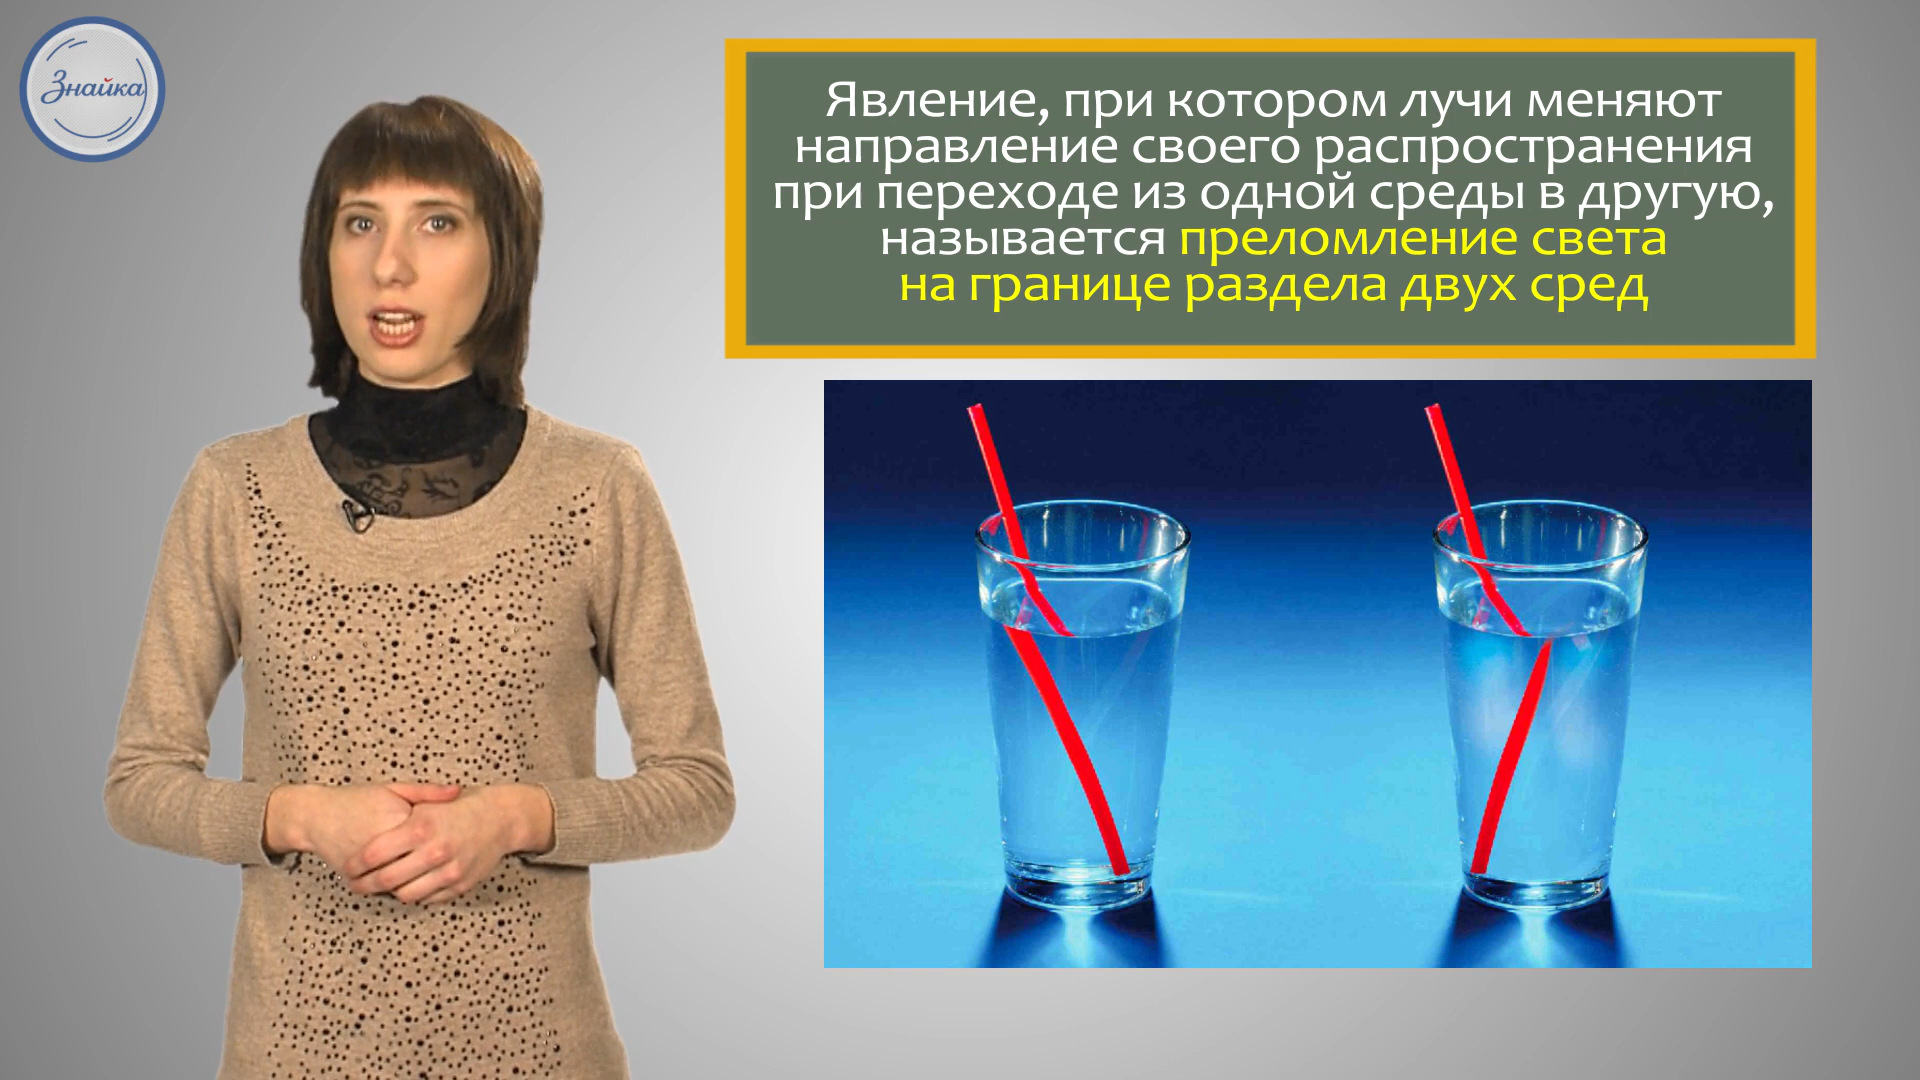 Знайка
Явление, при котором лучи меняют
направление своего распространения
при переходе из одной среды в другую,
называется преломление света
на границе раздела двух сред